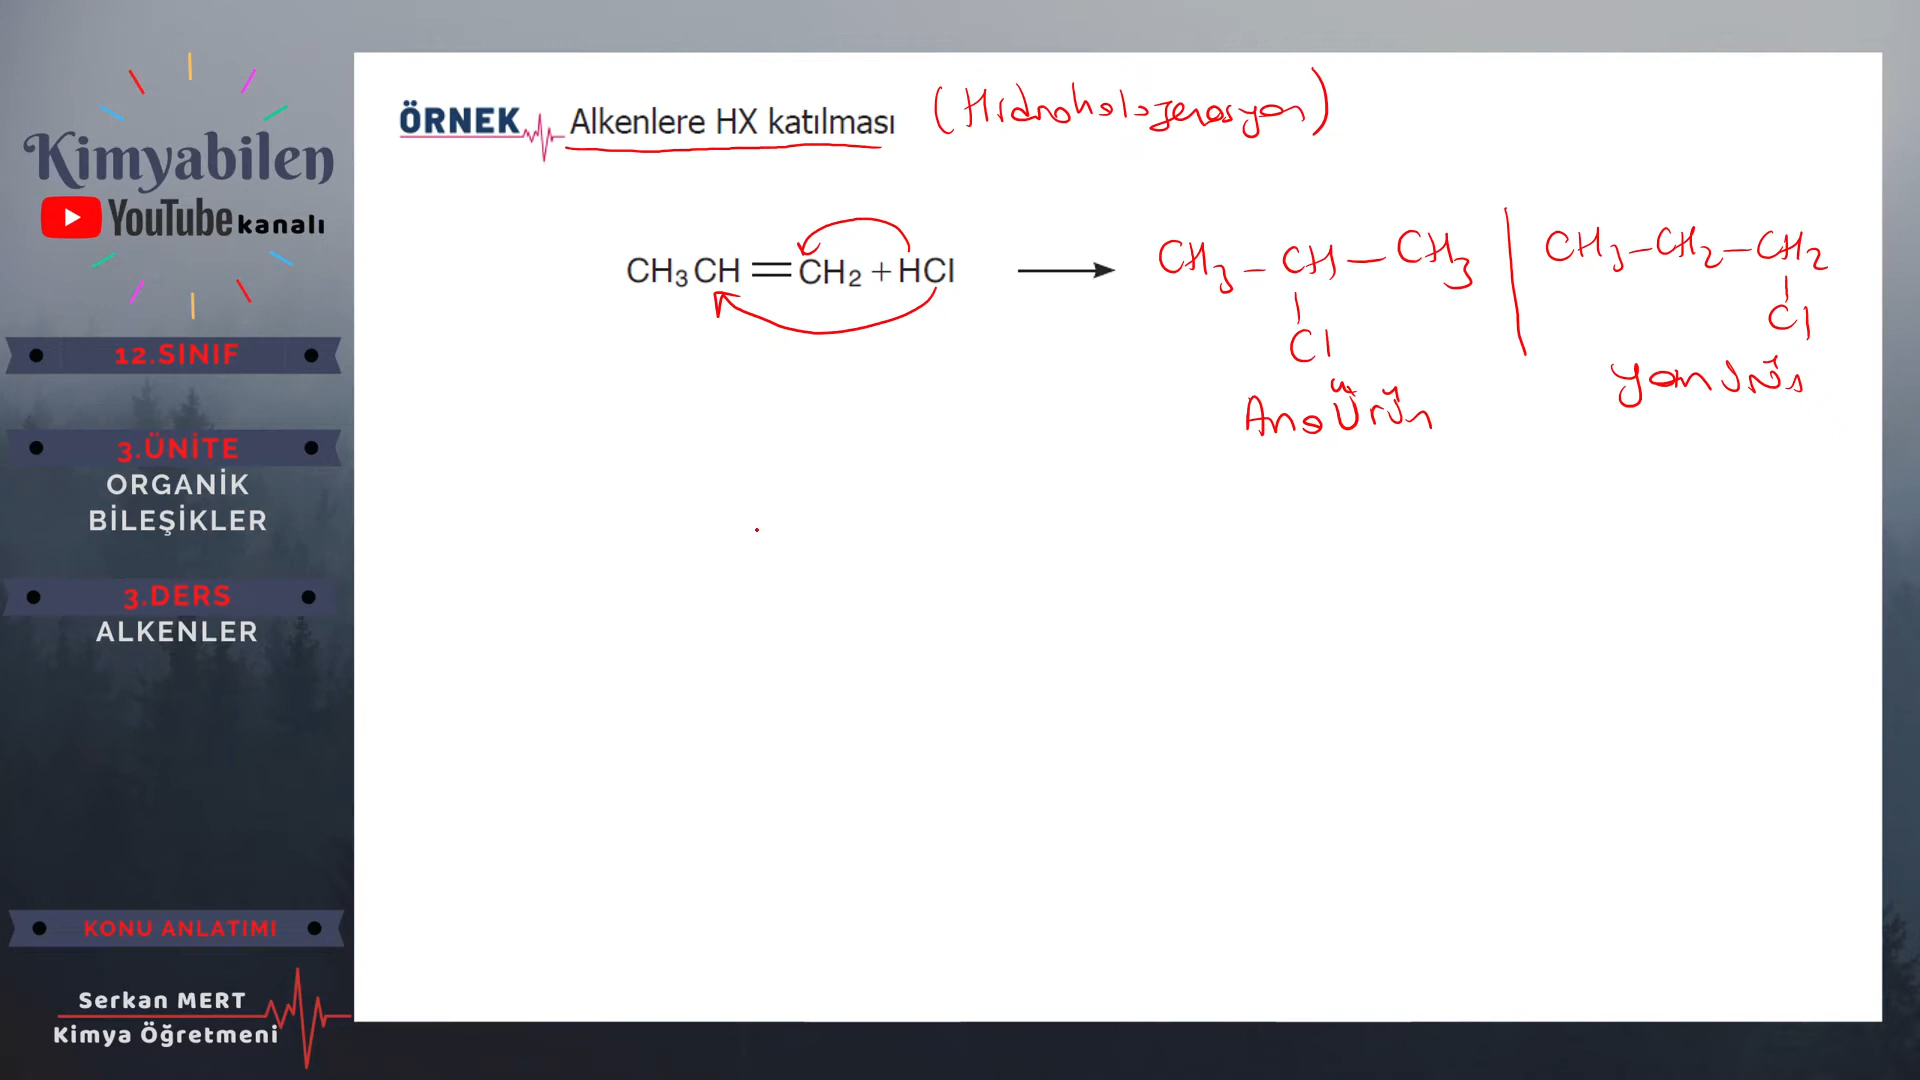 Kimyabilen
YouTube kanalı
12.SINIF
3.ÜNİTE
ORGANİK
BİLEŞİKLER
3.DERS
ALKENLER
KONU ANLATIMI
Serkan MERT
Kimya Öğretmeni
ÖRNEK Alkenlere HX katılması (Hidrohalojenasyon)
CH₃CH=CH₂+HCl → CH₃-CH-CH₃ | CH₃-CH₂-CH₂
Cl Cl
Ana Ürün yan ürün